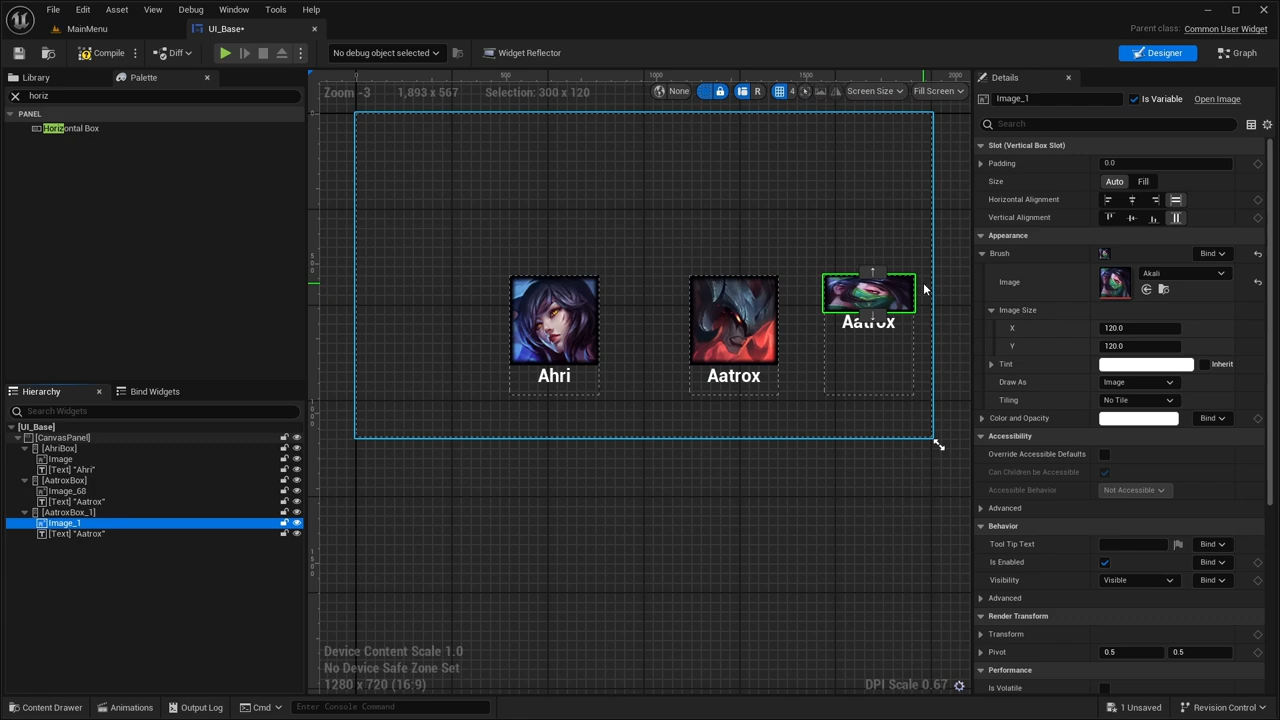 File Edit Asset View Debug Window Tools Help
MainMenu UI_Base* Parent class: Common User Widget
Compile Diff No debug object selected Widget Reflector Designer Graph
Library Palette
horiz
PANEL
Horizontal Box
0 500 1000 1500 2000
Zoom -3 1,893 x 567 Selection: 300 x 120 None R 4 Screen Size Fill Screen
Ahri
Aatrox
Aatrox
Device Content Scale 1.0
No Device Safe Zone Set
1280 x 720 (16:9) DPI Scale 0.67
Hierarchy Bind Widgets
Search Widgets
[UI_Base]
[CanvasPanel]
[AhriBox]
Image
[Text] "Ahri"
[AatroxBox]
Image_68
[Text] "Aatrox"
[AatroxBox_1]
Image_1
[Text] "Aatrox"
Details
Image_1 Is Variable Open Image
Search
Slot (Vertical Box Slot)
Padding 0.0
Size Auto Fill
Horizontal Alignment
Vertical Alignment
Appearance
Brush Bind
Image Akali
Image Size
X 120.0
Y 120.0
Tint Inherit
Draw As Image
Tiling No Tile
Color and Opacity Bind
Accessibility
Override Accessible Defaults
Can Children be Accessible
Accessible Behavior Not Accessible
Advanced
Behavior
Tool Tip Text Bind
Is Enabled Bind
Visibility Visible Bind
Advanced
Render Transform
Transform
Pivot 0.5 0.5
Performance
Is Volatile
Content Drawer Animations Output Log Cmd Enter Console Command 1 Unsaved Revision Control